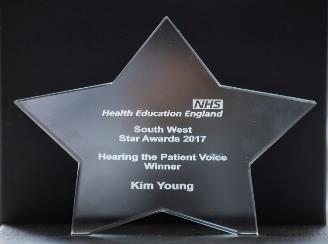 NHS
Health Education England
South West
Star Awards 2017
Hearing the Patient Voice
Winner
Kim Young